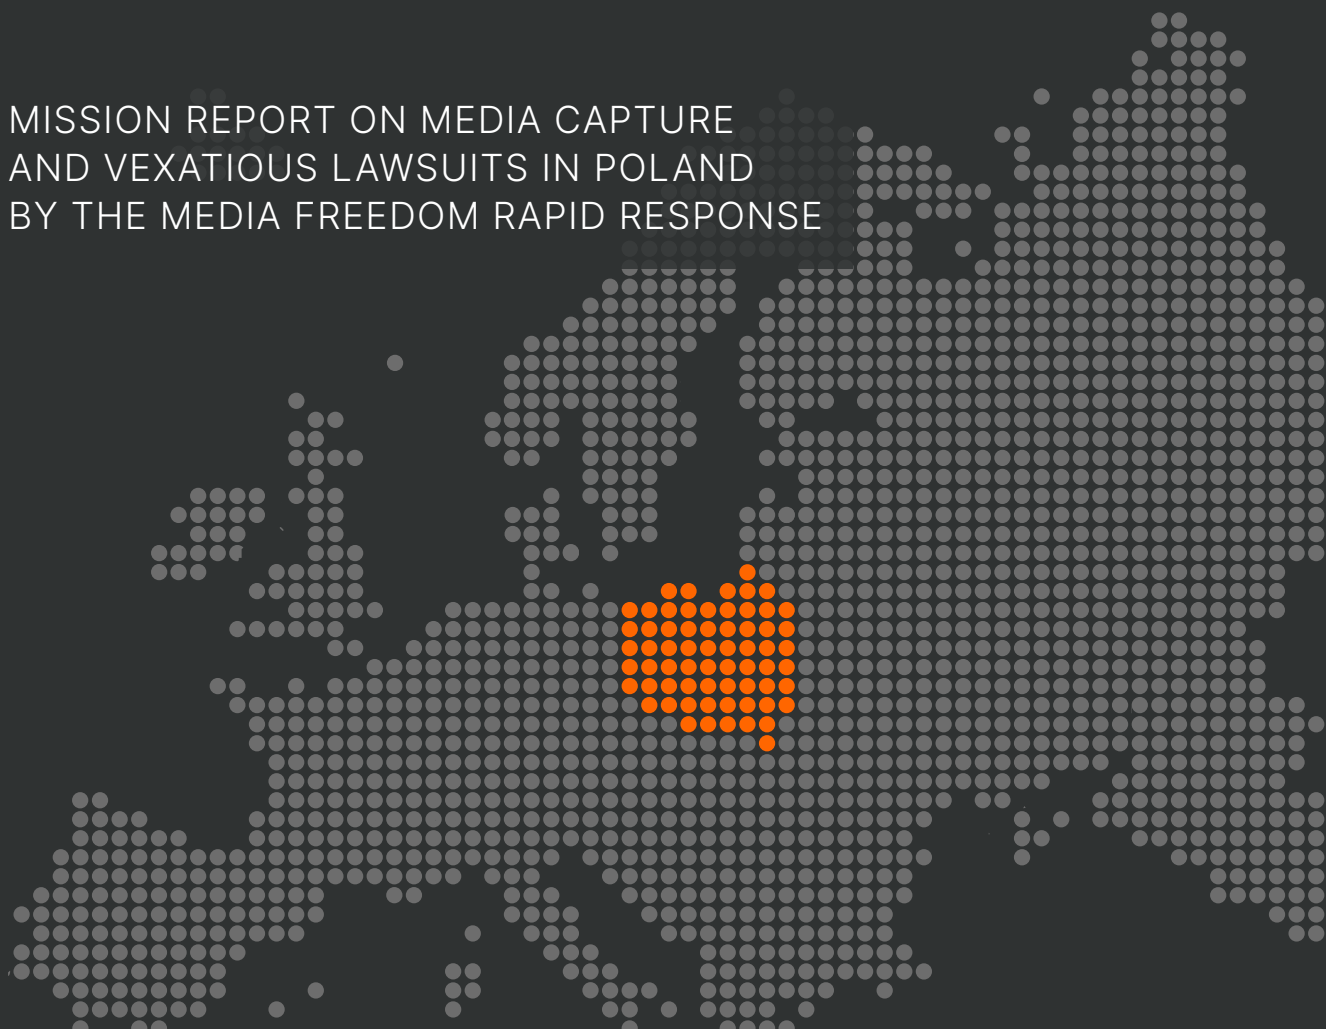 MISSION REPORT ON MEDIA CAPTURE
AND VEXATIOUS LAWSUITS IN POLAND
BY THE MEDIA FREEDOM RAPID RESPONSE